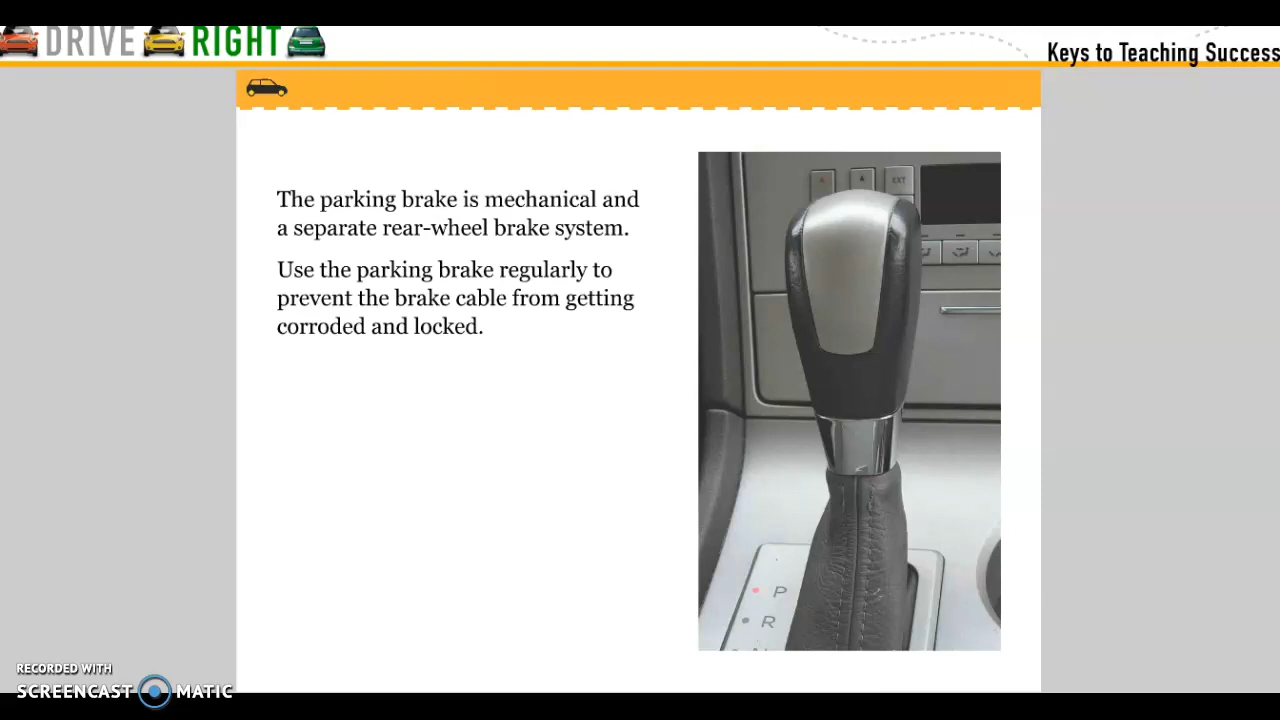 DRIVE RIGHT
Keys to Teaching Success
The parking brake is mechanical and
a separate rear-wheel brake system.
Use the parking brake regularly to
prevent the brake cable from getting
corroded and locked.
EXT
P
R
RECORDED WITH
SCREENCAST MATIC